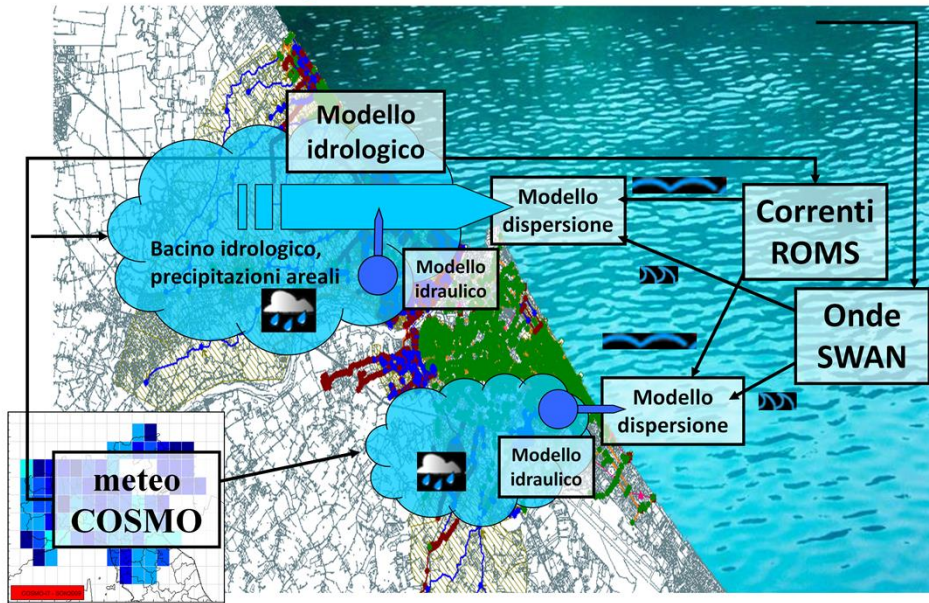 Modello
idrologico
Modello
dispersione
Correnti
ROMS
Bacino idrologico,
precipitazioni areali
Modello
idraulico
Onde
SWAN
Modello
dispersione
Modello
idraulico
meteo
COSMO